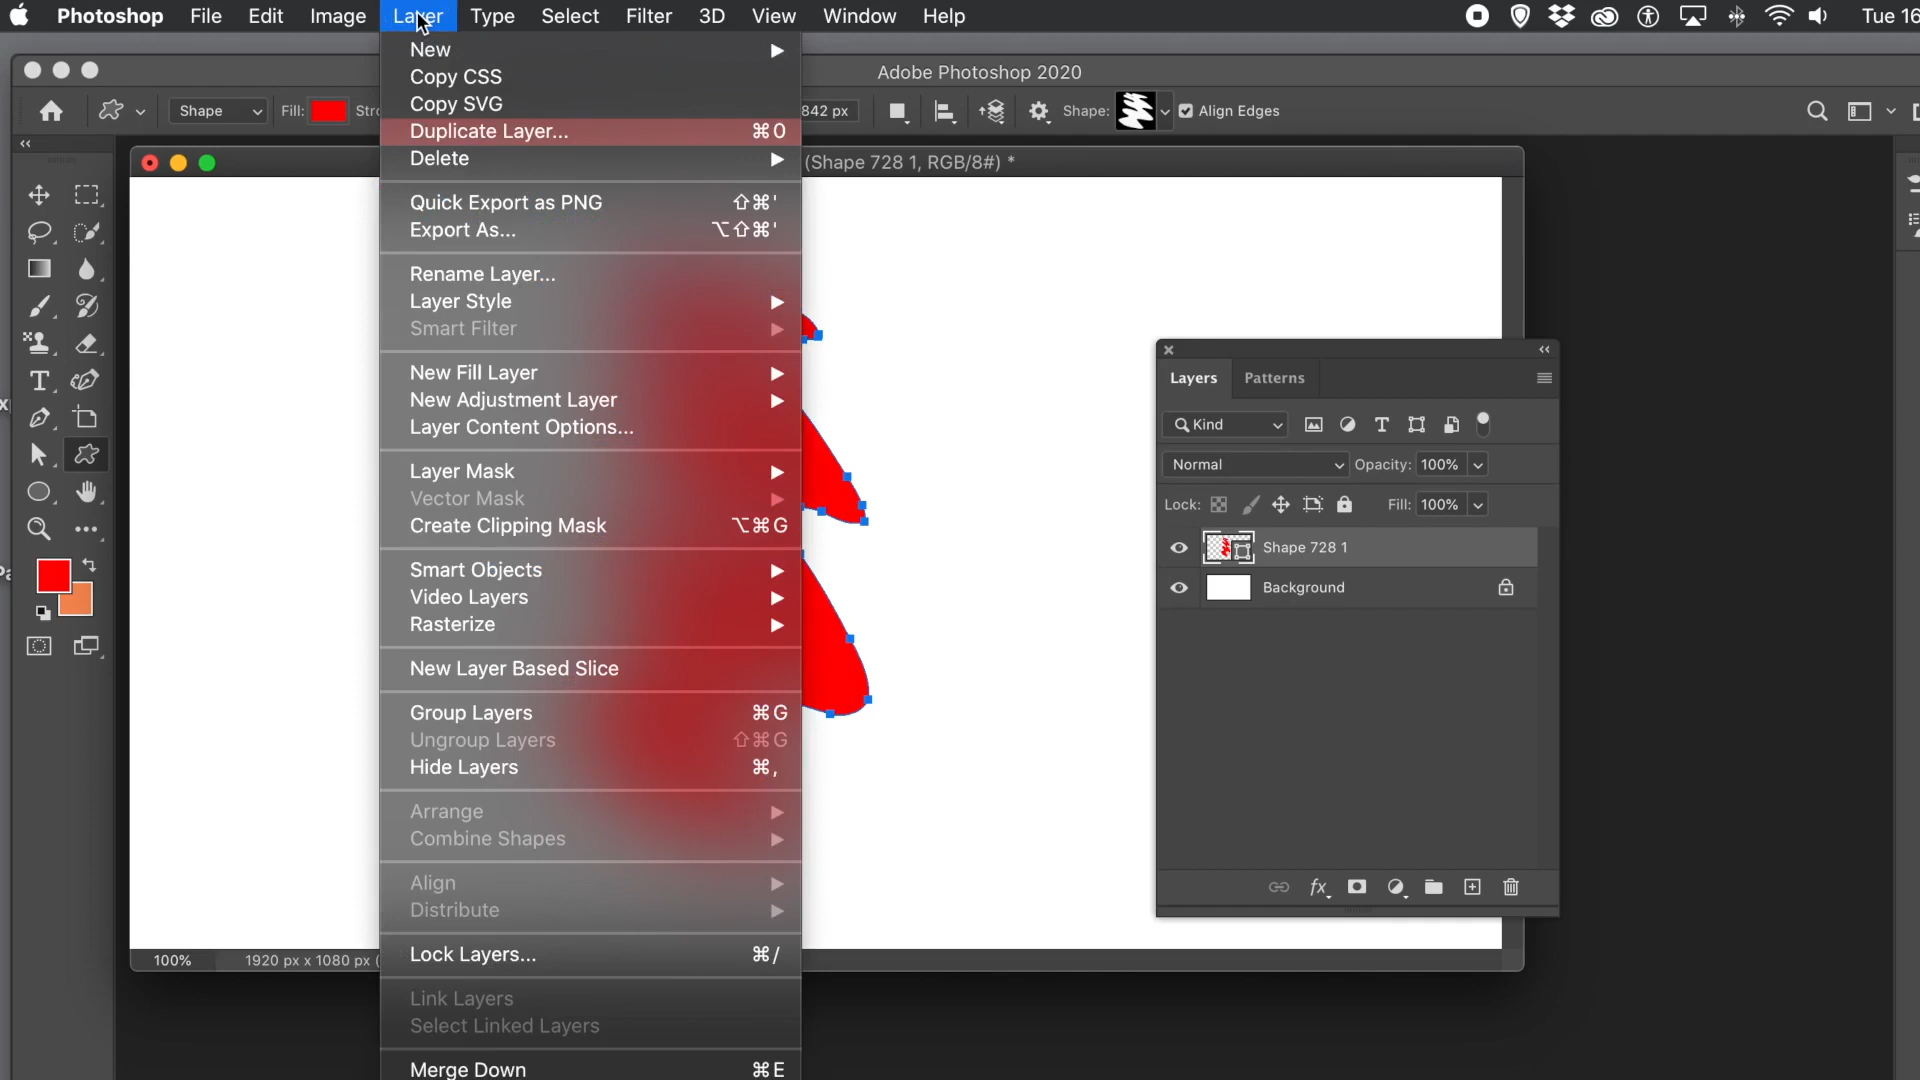 Photoshop File Edit Image Layer Type Select Filter 3D View Window Help Tue 16
Adobe Photoshop 2020
Shape Fill: Str 842 px Shape: Align Edges
(Shape 728 1, RGB/8#) *
New
Copy CSS
Copy SVG
Duplicate Layer... ⌘0
Delete
Quick Export as PNG ⇧⌘'
Export As... ⌥⇧⌘'
Rename Layer...
Layer Style
Smart Filter
New Fill Layer
New Adjustment Layer
Layer Content Options...
Layer Mask
Vector Mask
Create Clipping Mask ⌥⌘G
Smart Objects
Video Layers
Rasterize
New Layer Based Slice
Group Layers ⌘G
Ungroup Layers ⇧⌘G
Hide Layers ⌘,
Arrange
Combine Shapes
Align
Distribute
Lock Layers... ⌘/
Link Layers
Select Linked Layers
Merge Down ⌘E
Layers Patterns
Kind
Normal Opacity: 100%
Lock: Fill: 100%
Shape 728 1
Background
100% 1920 px x 1080 px (